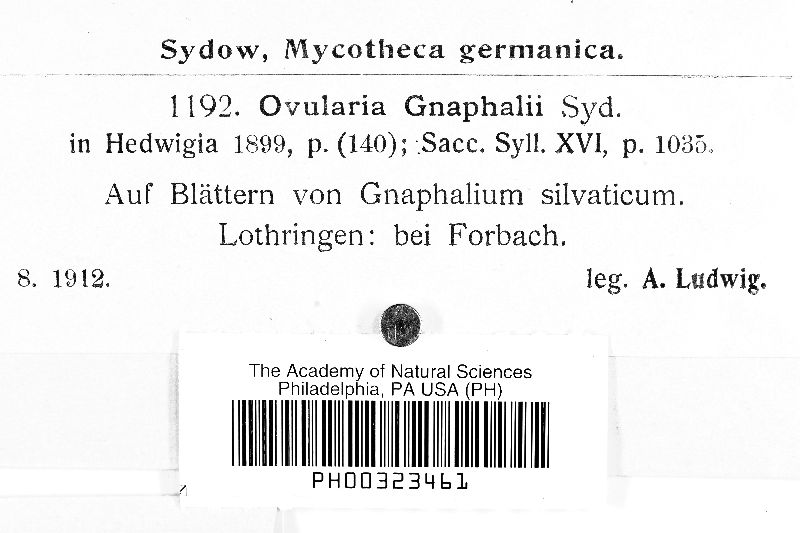 Sydow, Mycotheca germanica.
1192. Ovularia Gnaphalii Syd.
in Hedwigia 1899, p. (140); Sacc. Syll. XVI, p. 1035.
Auf Blättern von Gnaphalium silvaticum.
Lothringen: bei Forbach.
8. 1912. leg. A. Ludwig.
The Academy of Natural Sciences
Philadelphia, PA USA (PH)
PH00323461